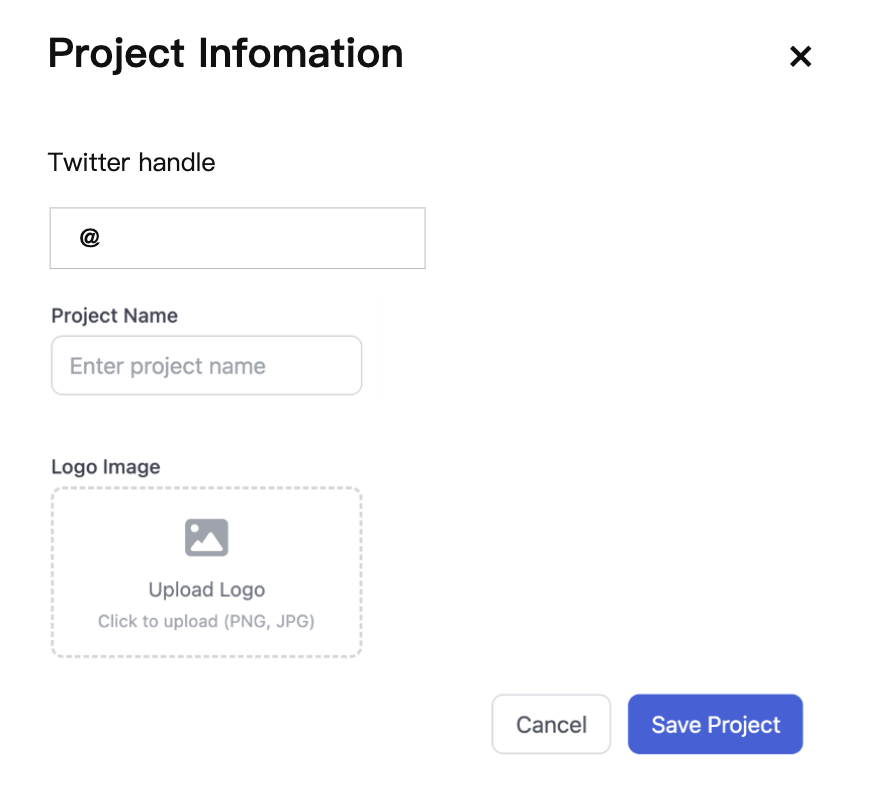 Project Infomation
Twitter handle
@
Project Name
Enter project name
Logo Image
Upload Logo
Click to upload (PNG, JPG)
Cancel
Save Project